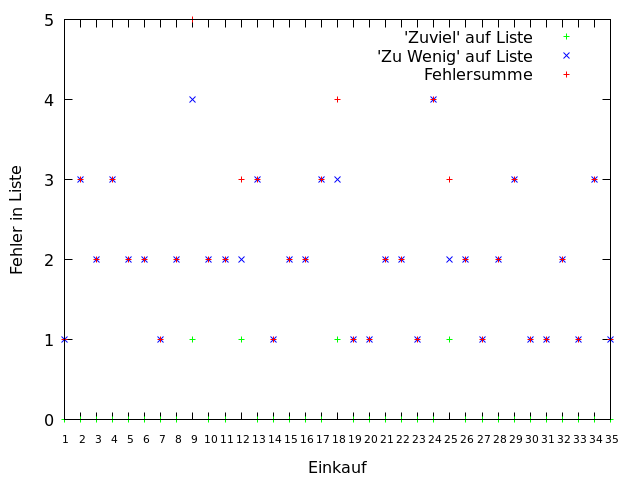 5
'Zuviel' auf Liste
'Zu Wenig' auf Liste
Fehlersumme
4
3
Fehler in Liste
2
1
0
1 2 3 4 5 6 7 8 9 10 11 12 13 14 15 16 17 18 19 20 21 22 23 24 25 26 27 28 29 30 31 32 33 34 35
Einkauf